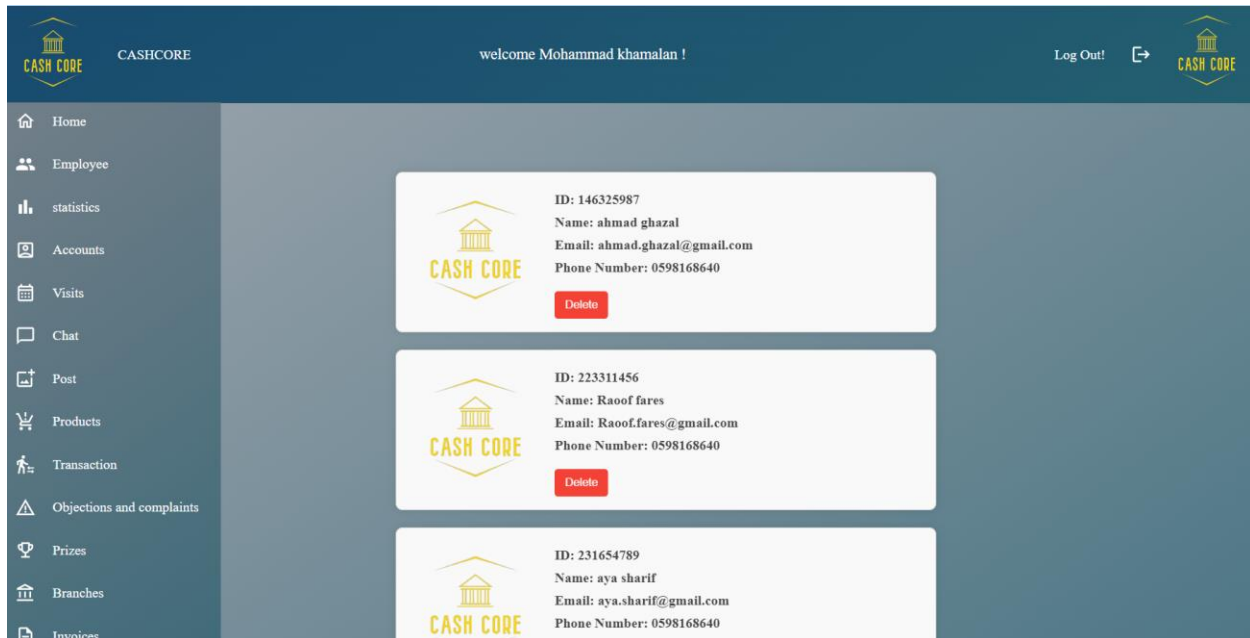 CASH CORE
CASHCORE
welcome Mohammad khamalan !
Log Out!
CASH CORE
Home
Employee
statistics
Accounts
Visits
Chat
Post
Products
Transaction
Objections and complaints
Prizes
Branches
Invoices
CASH CORE
ID: 146325987
Name: ahmad ghazal
Email: ahmad.ghazal@gmail.com
Phone Number: 0598168640
Delete
CASH CORE
ID: 223311456
Name: Raoof fares
Email: Raoof.fares@gmail.com
Phone Number: 0598168640
Delete
CASH CORE
ID: 231654789
Name: aya sharif
Email: aya.sharif@gmail.com
Phone Number: 0598168640